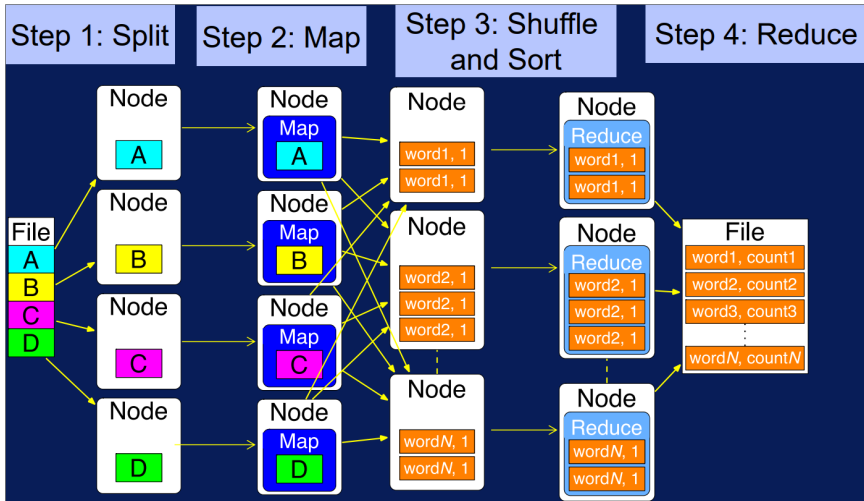 Step 1: Split
Step 2: Map
Step 3: Shuffle
and Sort
Step 4: Reduce
File
A
B
C
D
Node
A
Node
B
Node
C
Node
D
Node
Map
A
Node
Map
B
Node
Map
C
Node
Map
D
Node
word1, 1
word1, 1
Node
word2, 1
word2, 1
word2, 1
Node
wordN, 1
wordN, 1
Node
Reduce
word1, 1
word1, 1
Node
Reduce
word2, 1
word2, 1
word2, 1
Node
Reduce
wordN, 1
wordN, 1
File
word1, count1
word2, count2
word3, count3
wordN, countN